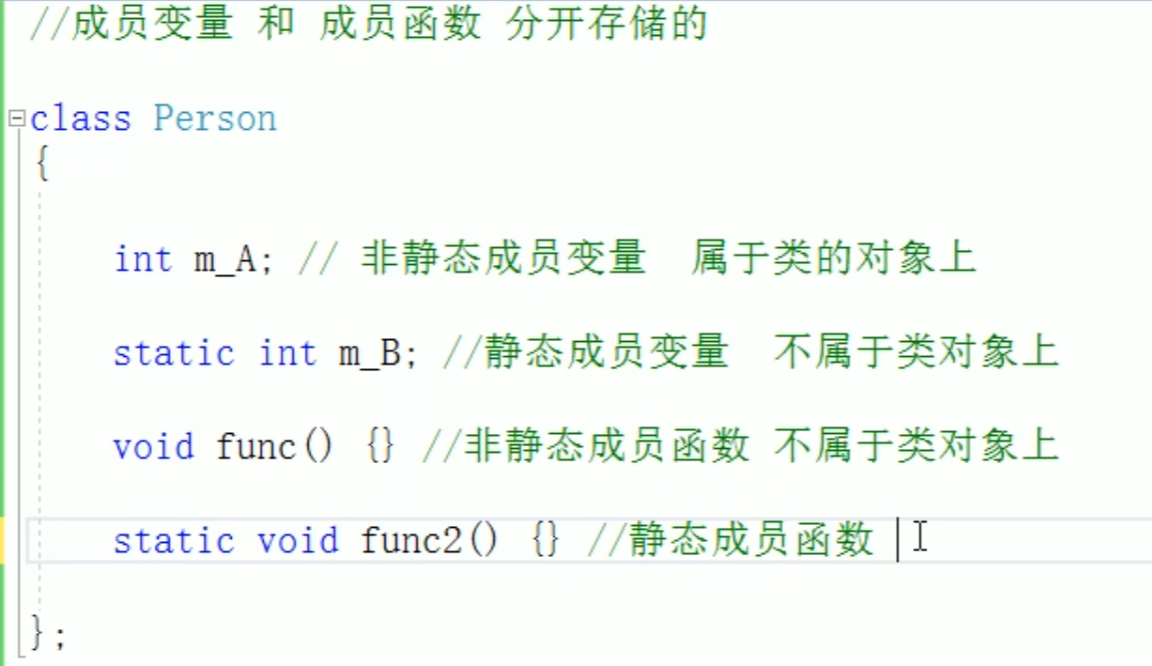 //成员变量 和 成员函数 分开存储的
class Person
{
int m_A; // 非静态成员变量 属于类的对象上
static int m_B; //静态成员变量 不属于类对象上
void func() {} //非静态成员函数 不属于类对象上
static void func2() {} //静态成员函数
};